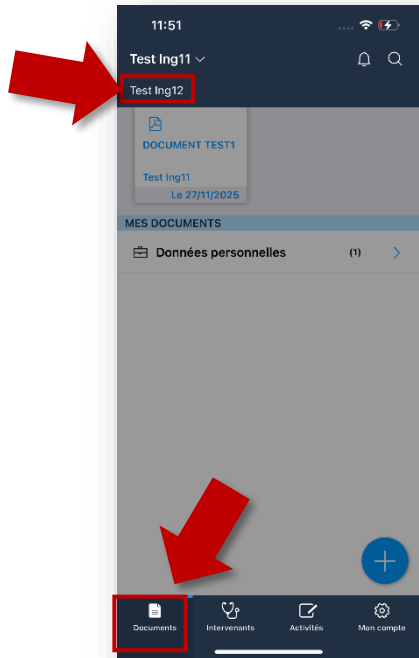 11:51
Test Ing11
Test Ing12
DOCUMENT TEST1
Test Ing11
Le 27/11/2025
MES DOCUMENTS
Données personnelles (1)
Documents Intervenants Activités Mon compte